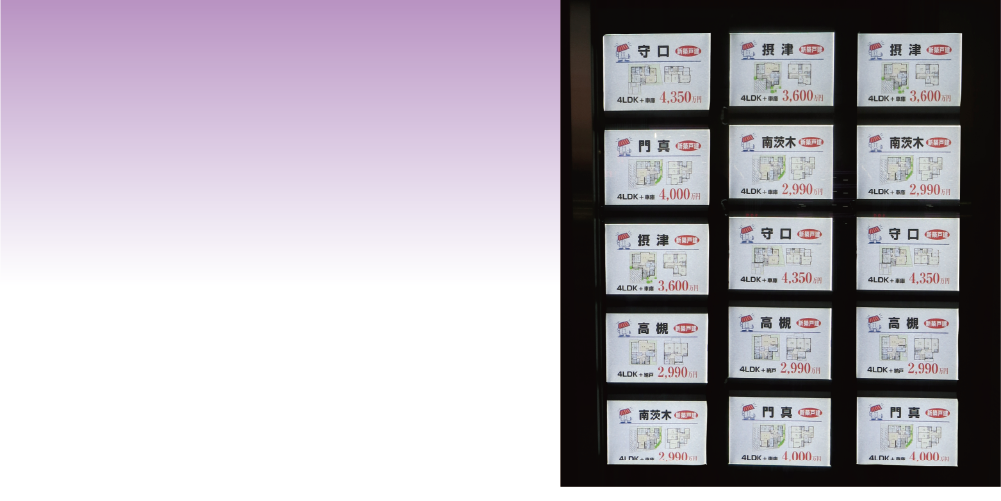 守口 新築戸建
4LDK+車庫 4,350万円
摂津 新築戸建
4LDK+車庫 3,600万円
摂津 新築戸建
4LDK+車庫 3,600万円
門真 新築戸建
4LDK+車庫 4,000万円
南茨木 新築戸建
4LDK+車庫 2,990万円
南茨木 新築戸建
4LDK+車庫 2,990万円
摂津 新築戸建
4LDK+車庫 3,600万円
守口 新築戸建
4LDK+車庫 4,350万円
守口 新築戸建
4LDK+車庫 4,350万円
高槻 新築戸建
4LDK+納戸 2,990万円
高槻 新築戸建
4LDK+納戸 2,990万円
高槻 新築戸建
4LDK+納戸 2,990万円
南茨木 新築戸建
4LDK+車庫 2,990万円
門真 新築戸建
4LDK+車庫 4,000万円
門真 新築戸建
4LDK+車庫 4,000万円